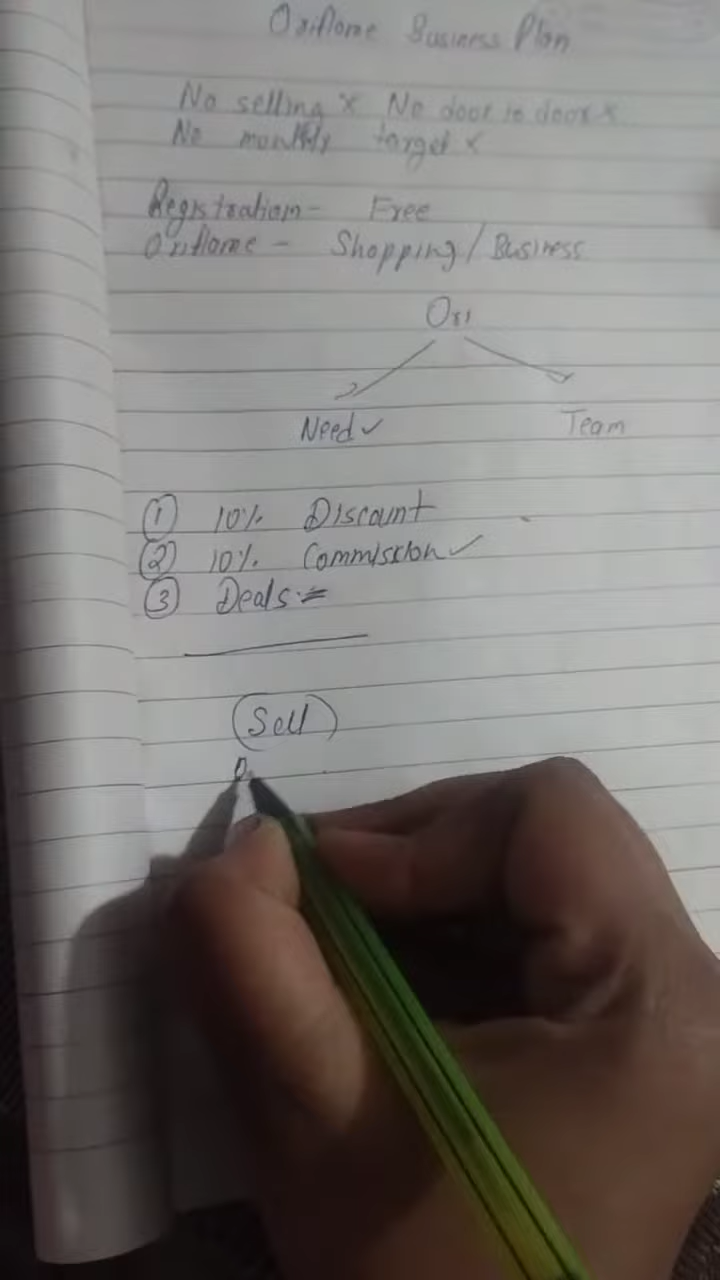 Oriflame Business Plan
No selling × No door to door ×
No monthly target ×
Registration - Free
Oriflame - Shopping / Business
Ori
Need ✓ Team
① 10% Discount
② 10% Commission ✓
③ Deals :=
Sell